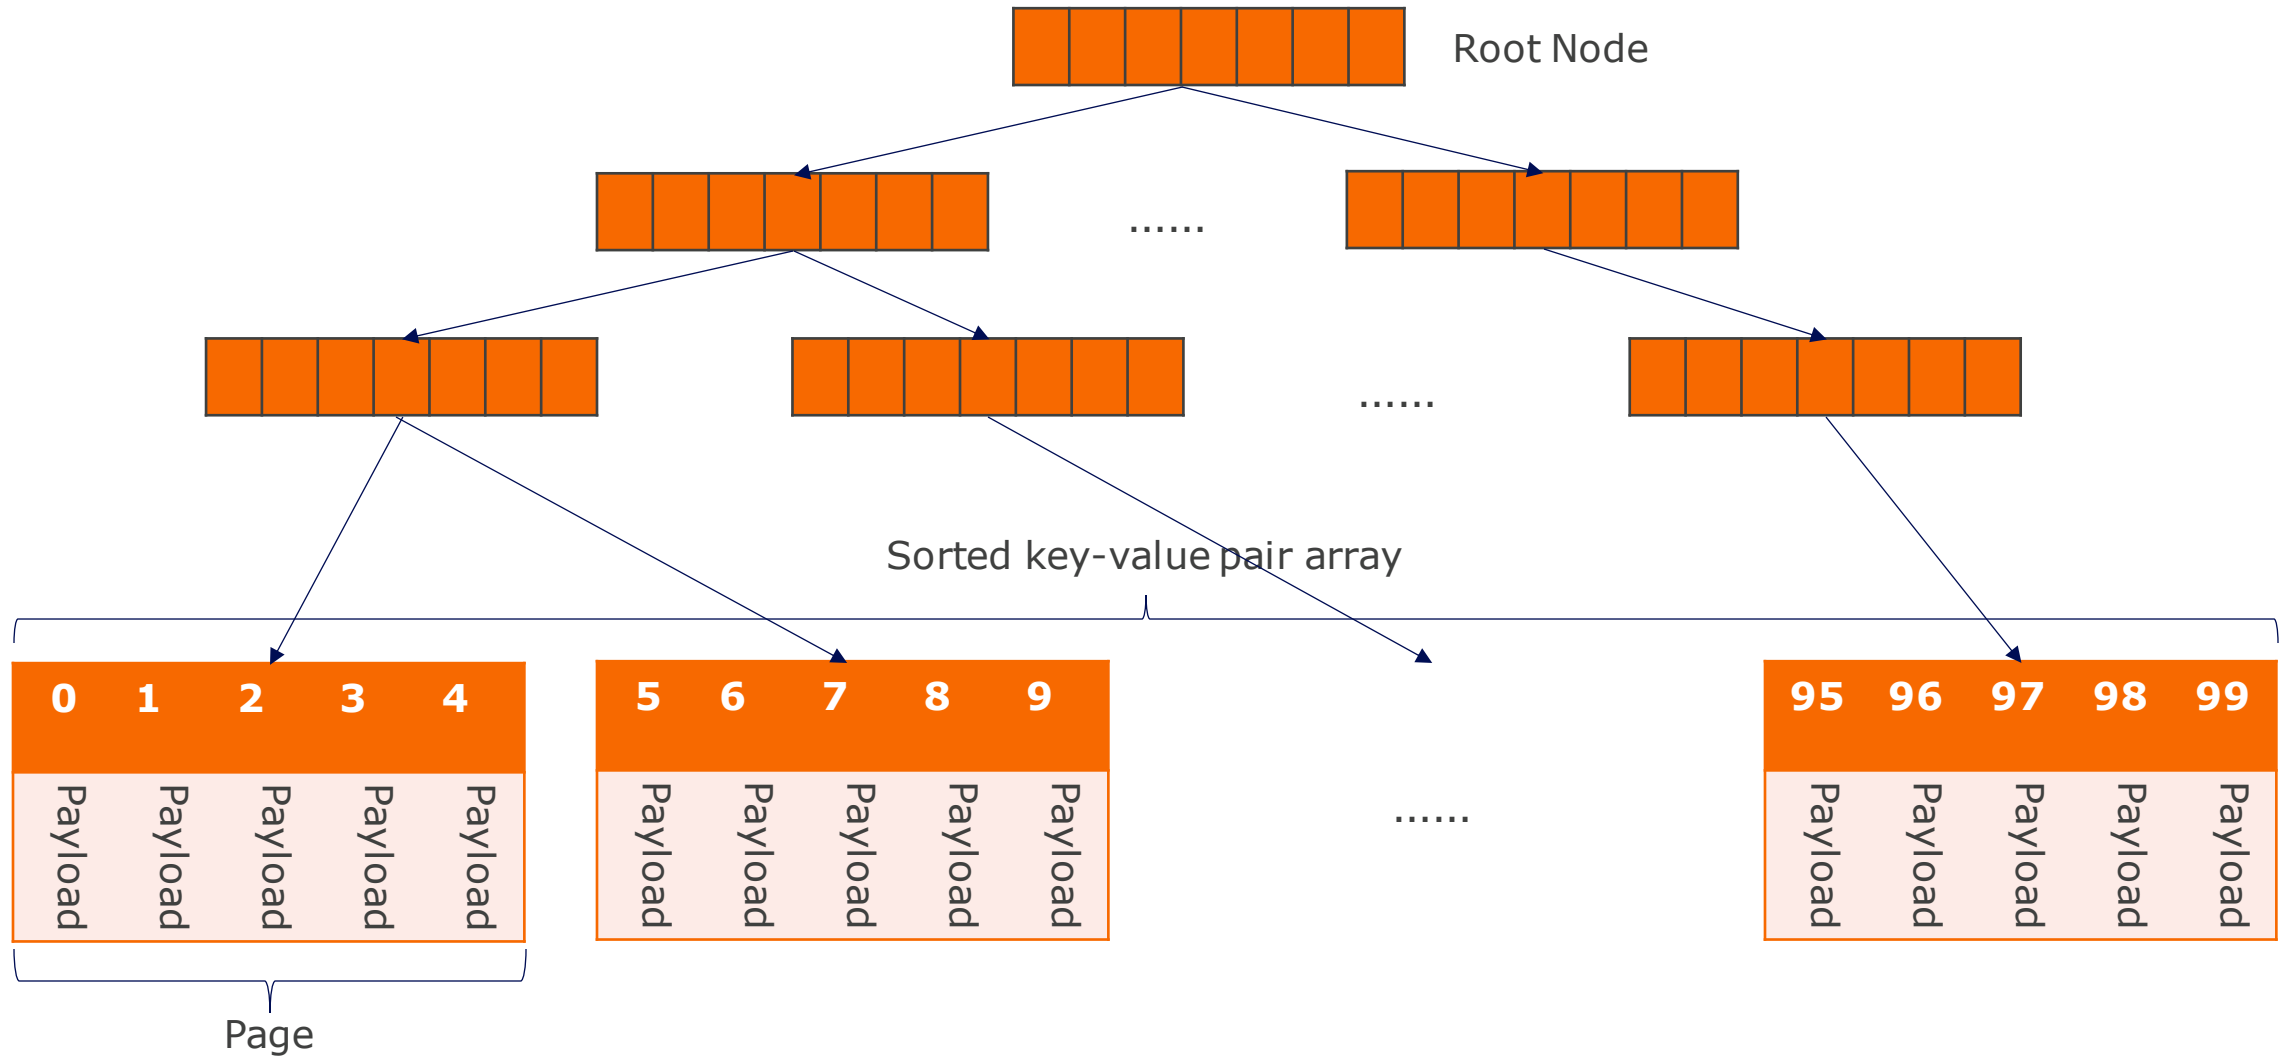 Root Node
......
......
Sorted key-value pair array
0 1 2 3 4
5 6 7 8 9
95 96 97 98 99
Payload Payload Payload Payload Payload
Payload Payload Payload Payload Payload
......
Payload Payload Payload Payload Payload
Page